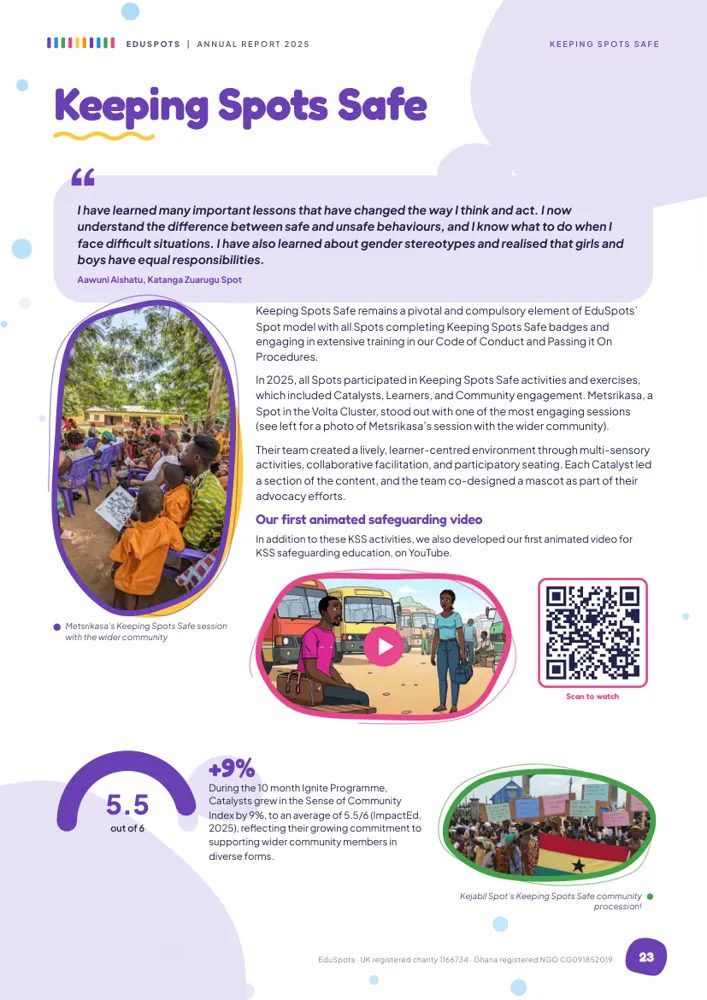 EDUSPOTS | ANNUAL REPORT 2025
KEEPING SPOTS SAFE
Keeping Spots Safe
“
I have learned many important lessons that have changed the way I think and act. I now
understand the difference between safe and unsafe behaviours, and I know what to do when I
face difficult situations. I have also learned about gender stereotypes and realised that girls and
boys have equal responsibilities.
Aawuni Aishatu, Katanga Zuarugu Spot
Keeping Spots Safe remains a pivotal and compulsory element of EduSpots’
Spot model with all Spots completing Keeping Spots Safe badges and
engaging in extensive training in our Code of Conduct and Passing it On
Procedures.
In 2025, all Spots participated in Keeping Spots Safe activities and exercises,
which included Catalysts, Learners, and Community engagement. Metsrikasa, a
Spot in the Volta Cluster, stood out with one of the most engaging sessions
(see left for a photo of Metsrikasa’s session with the wider community).
Their team created a lively, learner-centred environment through multi-sensory
activities, collaborative facilitation, and participatory seating. Each Catalyst led
a section of the content, and the team co-designed a mascot as part of their
advocacy efforts.
Our first animated safeguarding video
In addition to these KSS activities, we also developed our first animated video for
KSS safeguarding education, on YouTube.
Metsrikasa’s Keeping Spots Safe session
with the wider community
Scan to watch
5.5
out of 6
+9%
During the 10 month Ignite Programme,
Catalysts grew in the Sense of Community
Index by 9%, to an average of 5.5/6 (ImpactEd,
2025), reflecting their growing commitment to
supporting wider community members in
diverse forms.
Kejabil Spot’s Keeping Spots Safe community
procession!
EduSpots · UK registered charity 1166734 · Ghana registered NGO CG091852019
23